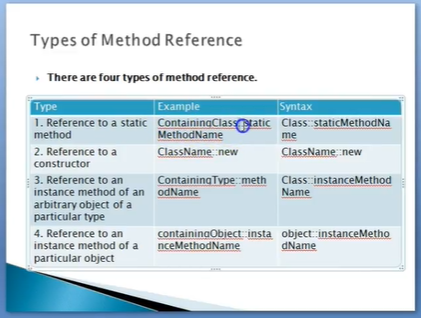 Types of Method Reference
There are four types of method reference.
Type Example Syntax
1. Reference to a static method ContainingClass::staticMethodName Class::staticMethodName
2. Reference to a constructor ClassName::new ClassName::new
3. Reference to an instance method of an arbitrary object of a particular type ContainingType::methodName Class::instanceMethodName
4. Reference to an instance method of a particular object containingObject::instanceMethodName object::instanceMethodName